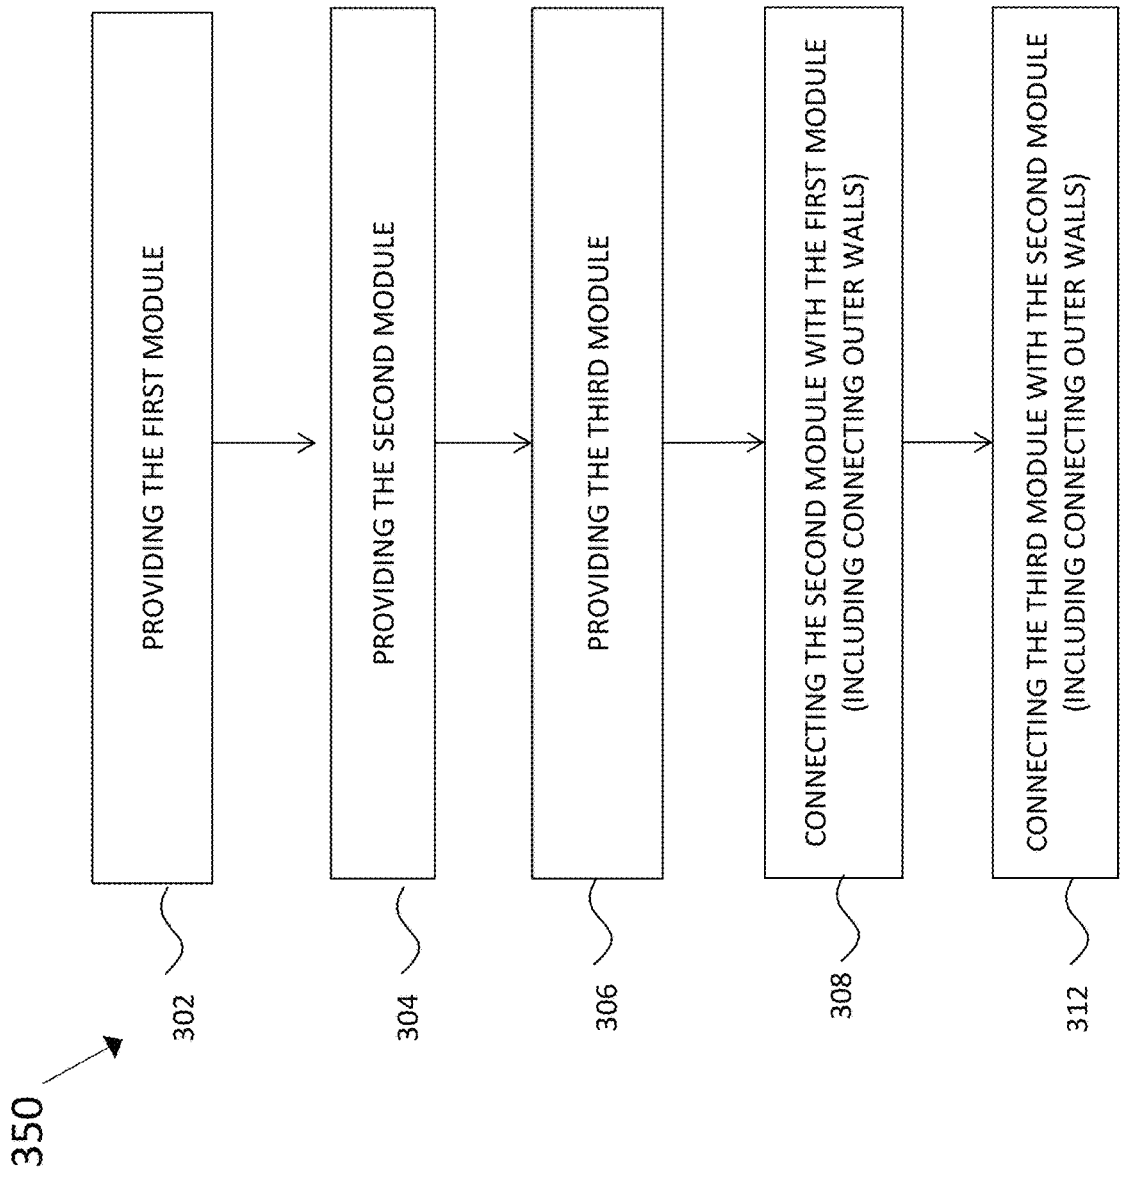 350
302
PROVIDING THE FIRST MODULE
304
PROVIDING THE SECOND MODULE
306
PROVIDING THE THIRD MODULE
308
CONNECTING THE SECOND MODULE WITH THE FIRST MODULE
(INCLUDING CONNECTING OUTER WALLS)
312
CONNECTING THE THIRD MODULE WITH THE SECOND MODULE
(INCLUDING CONNECTING OUTER WALLS)